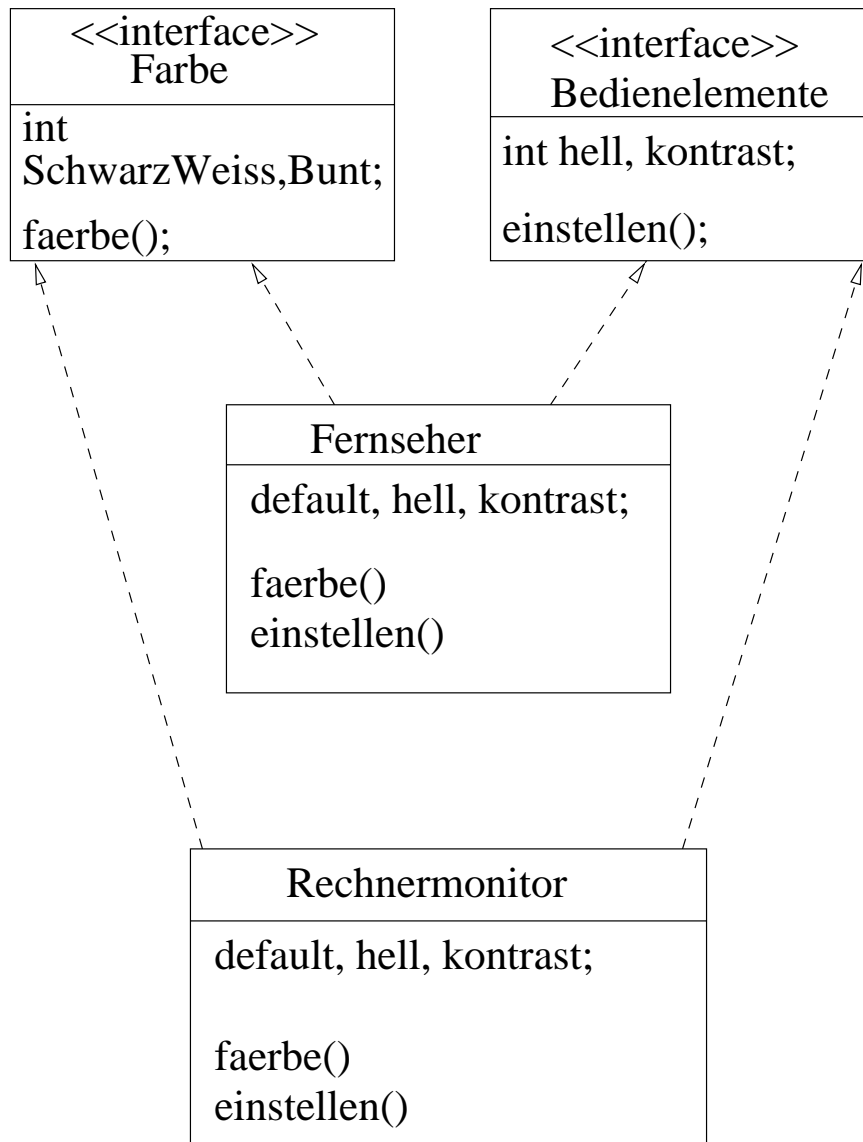 <<interface>>
Farbe
int
SchwarzWeiss,Bunt;
faerbe();
<<interface>>
Bedienelemente
int hell, kontrast;
einstellen();
Fernseher
default, hell, kontrast;
faerbe()
einstellen()
Rechnermonitor
default, hell, kontrast;
faerbe()
einstellen()